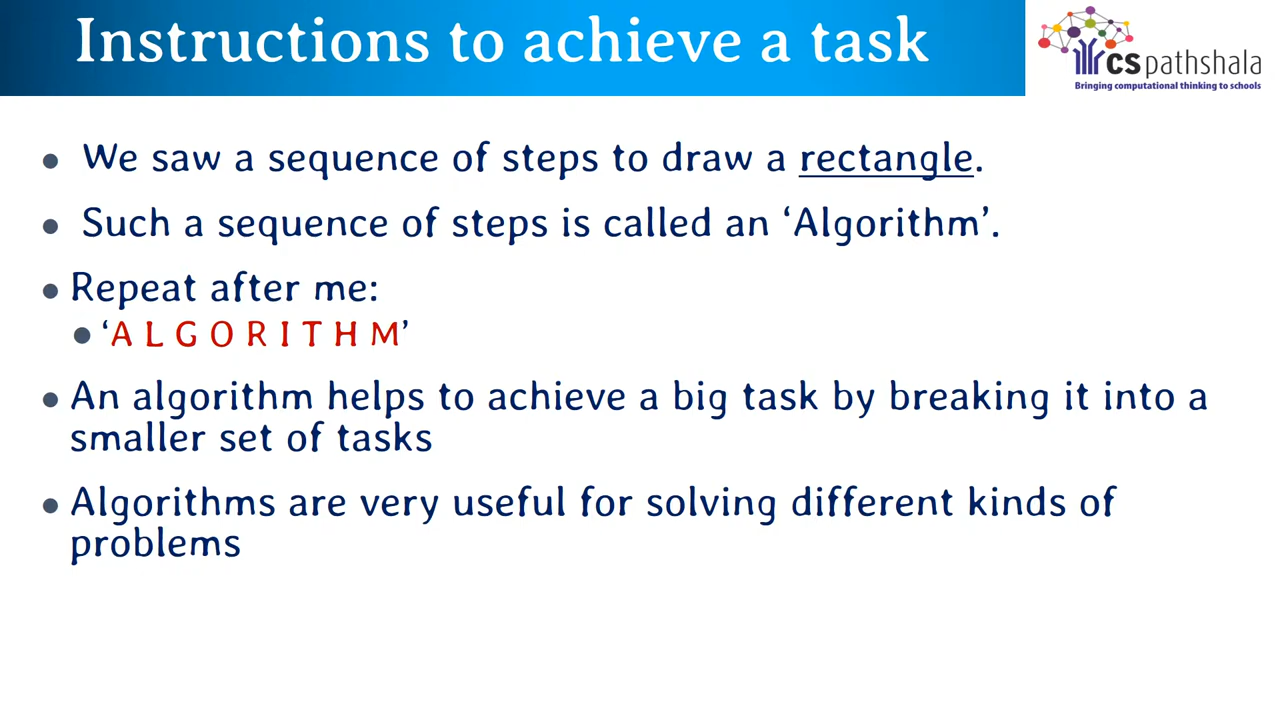 Instructions to achieve a task
CSpathshala
Bringing computational thinking to schools
• We saw a sequence of steps to draw a rectangle.
• Such a sequence of steps is called an ‘Algorithm’.
• Repeat after me:
• ‘A L G O R I T H M’
• An algorithm helps to achieve a big task by breaking it into a
smaller set of tasks
• Algorithms are very useful for solving different kinds of
problems